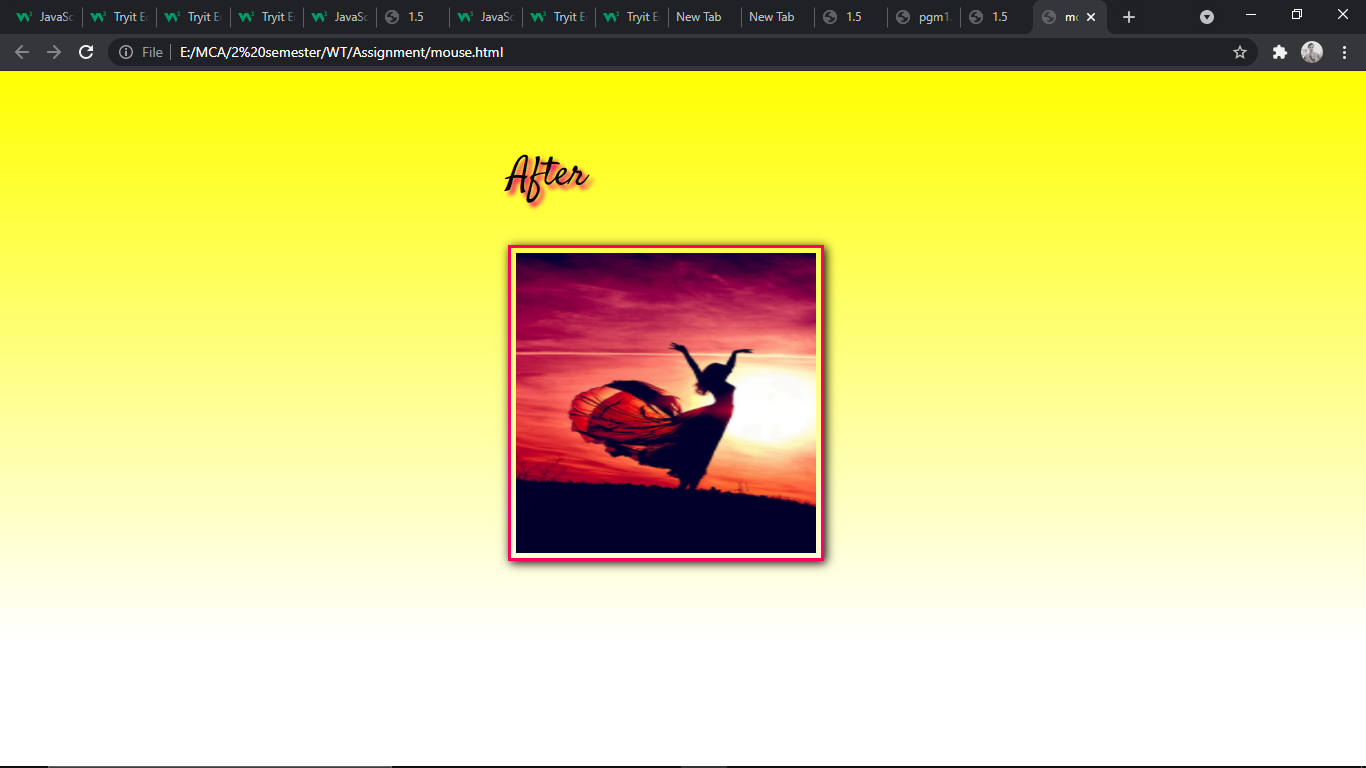 JavaSc Tryit E Tryit E Tryit E JavaSc 1.5 JavaSc Tryit E Tryit E New Tab New Tab 1.5 pgm1. 1.5 mo
File E:/MCA/2%20semester/WT/Assignment/mouse.html
After